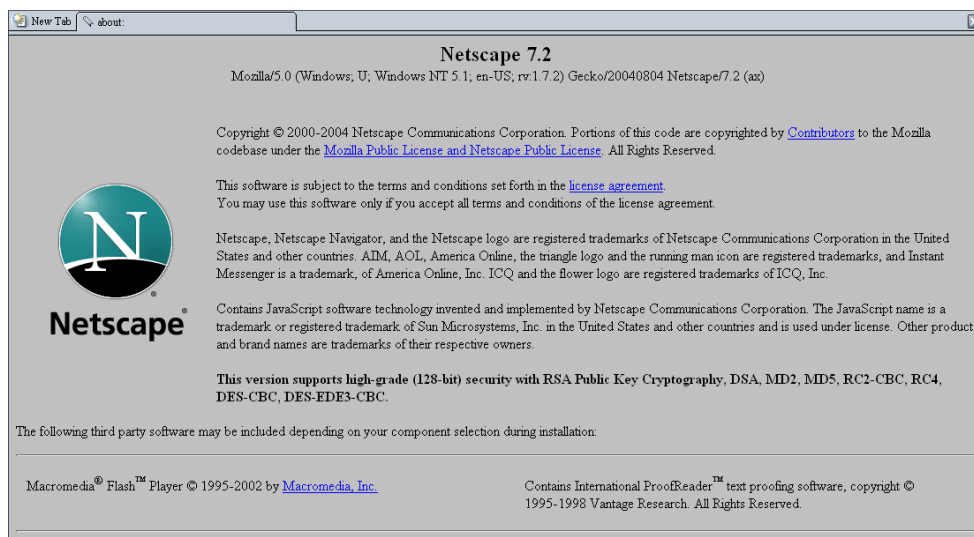 New Tab about:
Netscape 7.2
Mozilla/5.0 (Windows; U; Windows NT 5.1; en-US; rv:1.7.2) Gecko/20040804 Netscape/7.2 (ax)
Copyright © 2000-2004 Netscape Communications Corporation. Portions of this code are copyrighted by Contributors to the Mozilla
codebase under the Mozilla Public License and Netscape Public License. All Rights Reserved.
This software is subject to the terms and conditions set forth in the license agreement.
You may use this software only if you accept all terms and conditions of the license agreement.
N
Netscape®
Netscape, Netscape Navigator, and the Netscape logo are registered trademarks of Netscape Communications Corporation in the United
States and other countries. AIM, AOL, America Online, the triangle logo and the running man icon are registered trademarks, and Instant
Messenger is a trademark, of America Online, Inc. ICQ and the flower logo are registered trademarks of ICQ, Inc.
Contains JavaScript software technology invented and implemented by Netscape Communications Corporation. The JavaScript name is a
trademark or registered trademark of Sun Microsystems, Inc. in the United States and other countries and is used under license. Other product
and brand names are trademarks of their respective owners.
This version supports high-grade (128-bit) security with RSA Public Key Cryptography, DSA, MD2, MD5, RC2-CBC, RC4,
DES-CBC, DES-EDE3-CBC.
The following third party software may be included depending on your component selection during installation:
Macromedia® Flash™ Player © 1995-2002 by Macromedia, Inc.
Contains International ProofReader™ text proofing software, copyright ©
1995-1998 Vantage Research. All Rights Reserved.